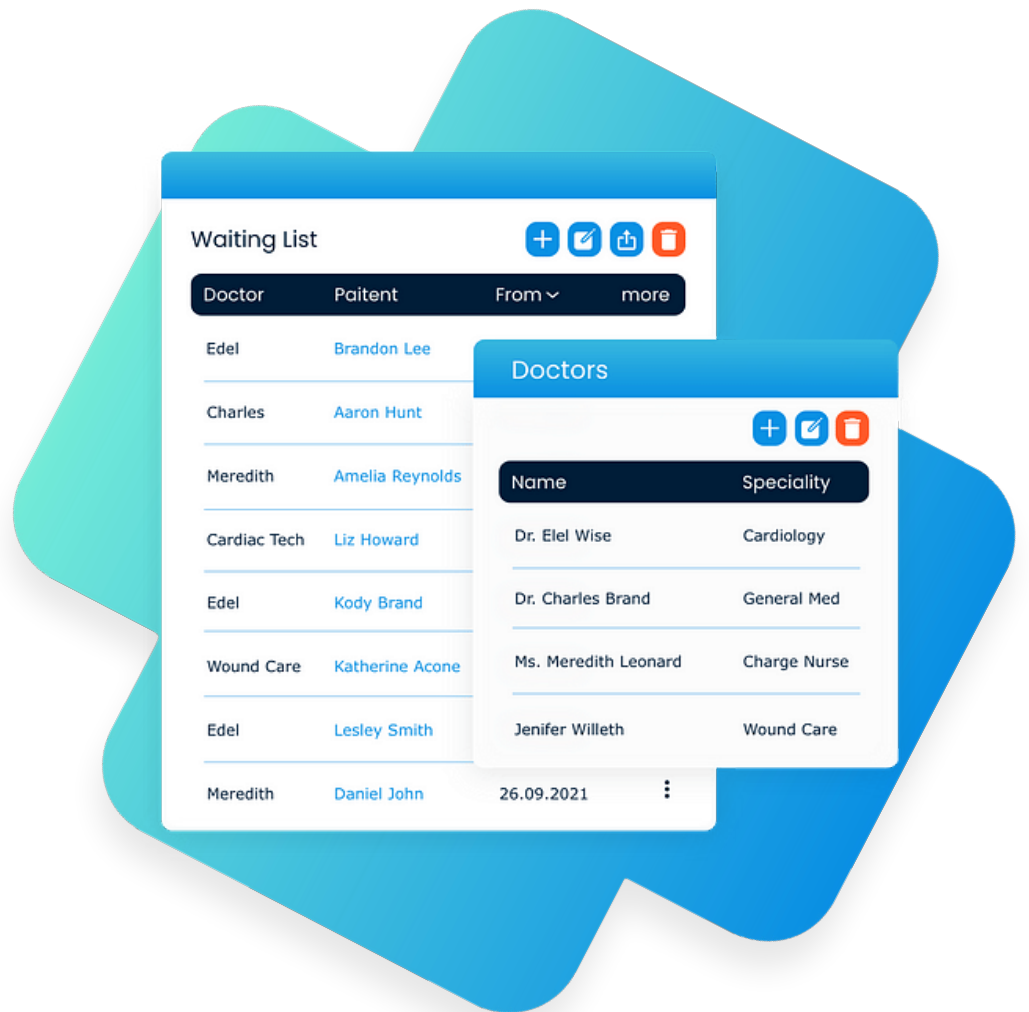 Waiting List
Doctor Paitent From more
Edel Brandon Lee
Charles Aaron Hunt
Meredith Amelia Reynolds
Cardiac Tech Liz Howard
Edel Kody Brand
Wound Care Katherine Acone
Edel Lesley Smith
Meredith Daniel John 26.09.2021
Doctors
Name Speciality
Dr. Elel Wise Cardiology
Dr. Charles Brand General Med
Ms. Meredith Leonard Charge Nurse
Jenifer Willeth Wound Care